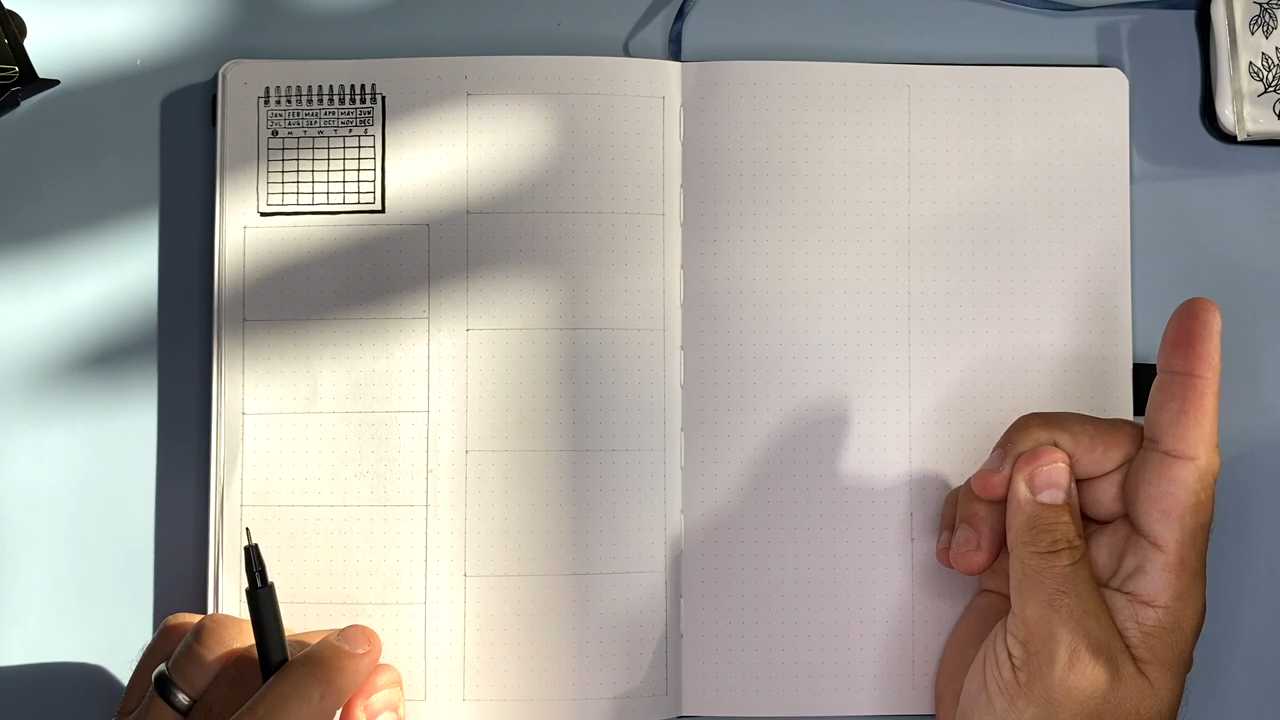 JAN FEB MAR APR MAY JUN
JUL AUG SEP OCT NOV DEC
S M T W T F S